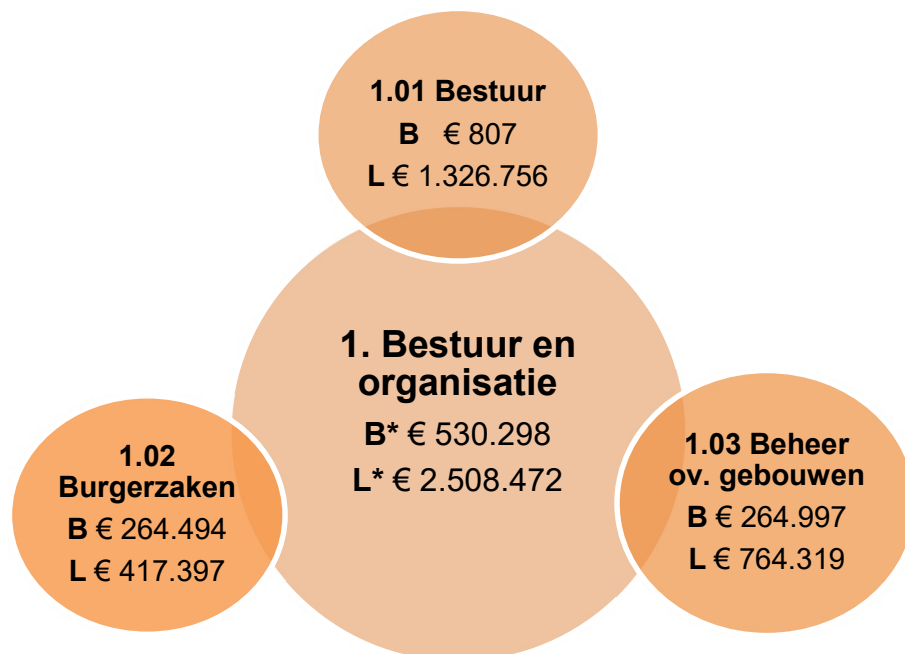 1.01 Bestuur
B € 807
L € 1.326.756
1. Bestuur en
organisatie
B* € 530.298
L* € 2.508.472
1.02
Burgerzaken
B € 264.494
L € 417.397
1.03 Beheer
ov. gebouwen
B € 264.997
L € 764.319